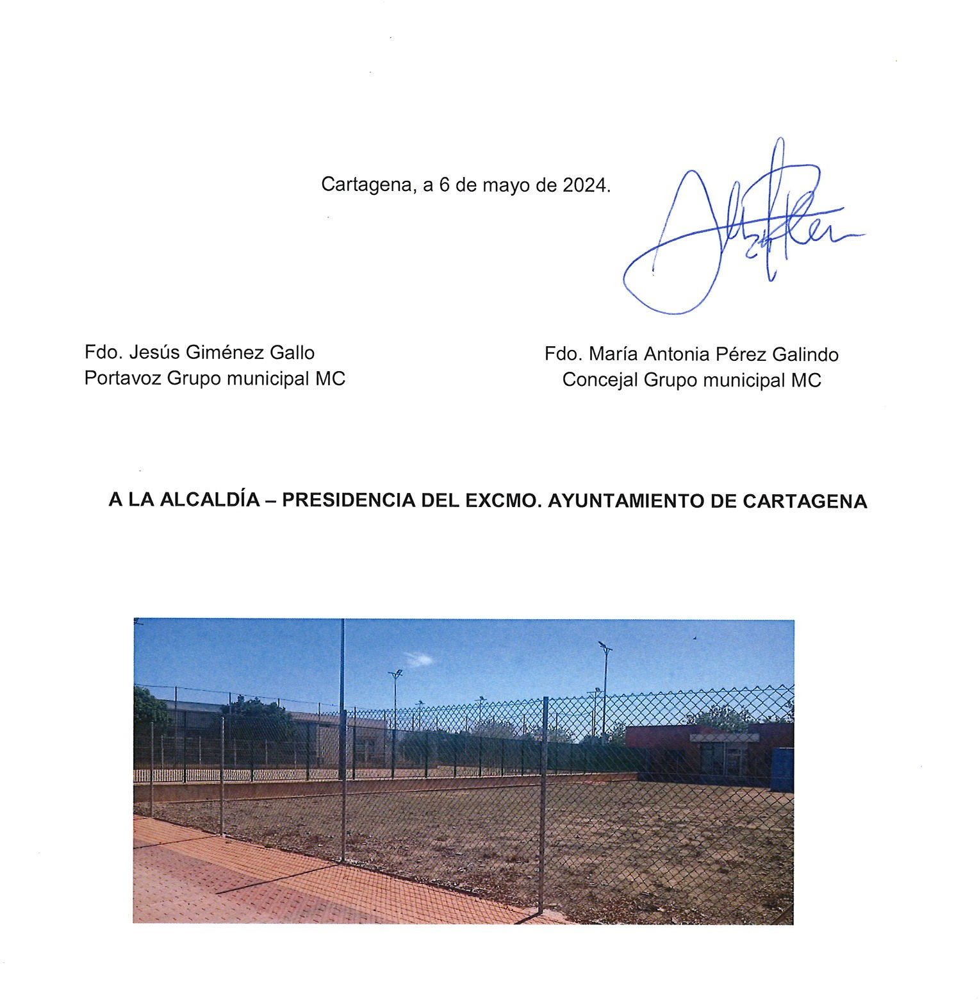 Cartagena, a 6 de mayo de 2024.
Fdo. Jesús Giménez Gallo
Portavoz Grupo municipal MC
Fdo. María Antonia Pérez Galindo
Concejal Grupo municipal MC
A LA ALCALDÍA – PRESIDENCIA DEL EXCMO. AYUNTAMIENTO DE CARTAGENA